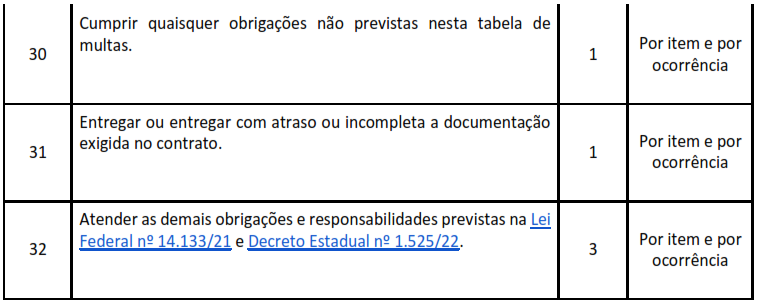 Cumprir quaisquer obrigações não previstas nesta tabela de
multas.
30
1
Por item e por
ocorrência
Entregar ou entregar com atraso ou incompleta a documentação
exigida no contrato.
31
1
Por item e por
ocorrência
Atender as demais obrigações e responsabilidades previstas na Lei
Federal nº 14.133/21 e Decreto Estadual nº 1.525/22.
32
3
Por item e por
ocorrência